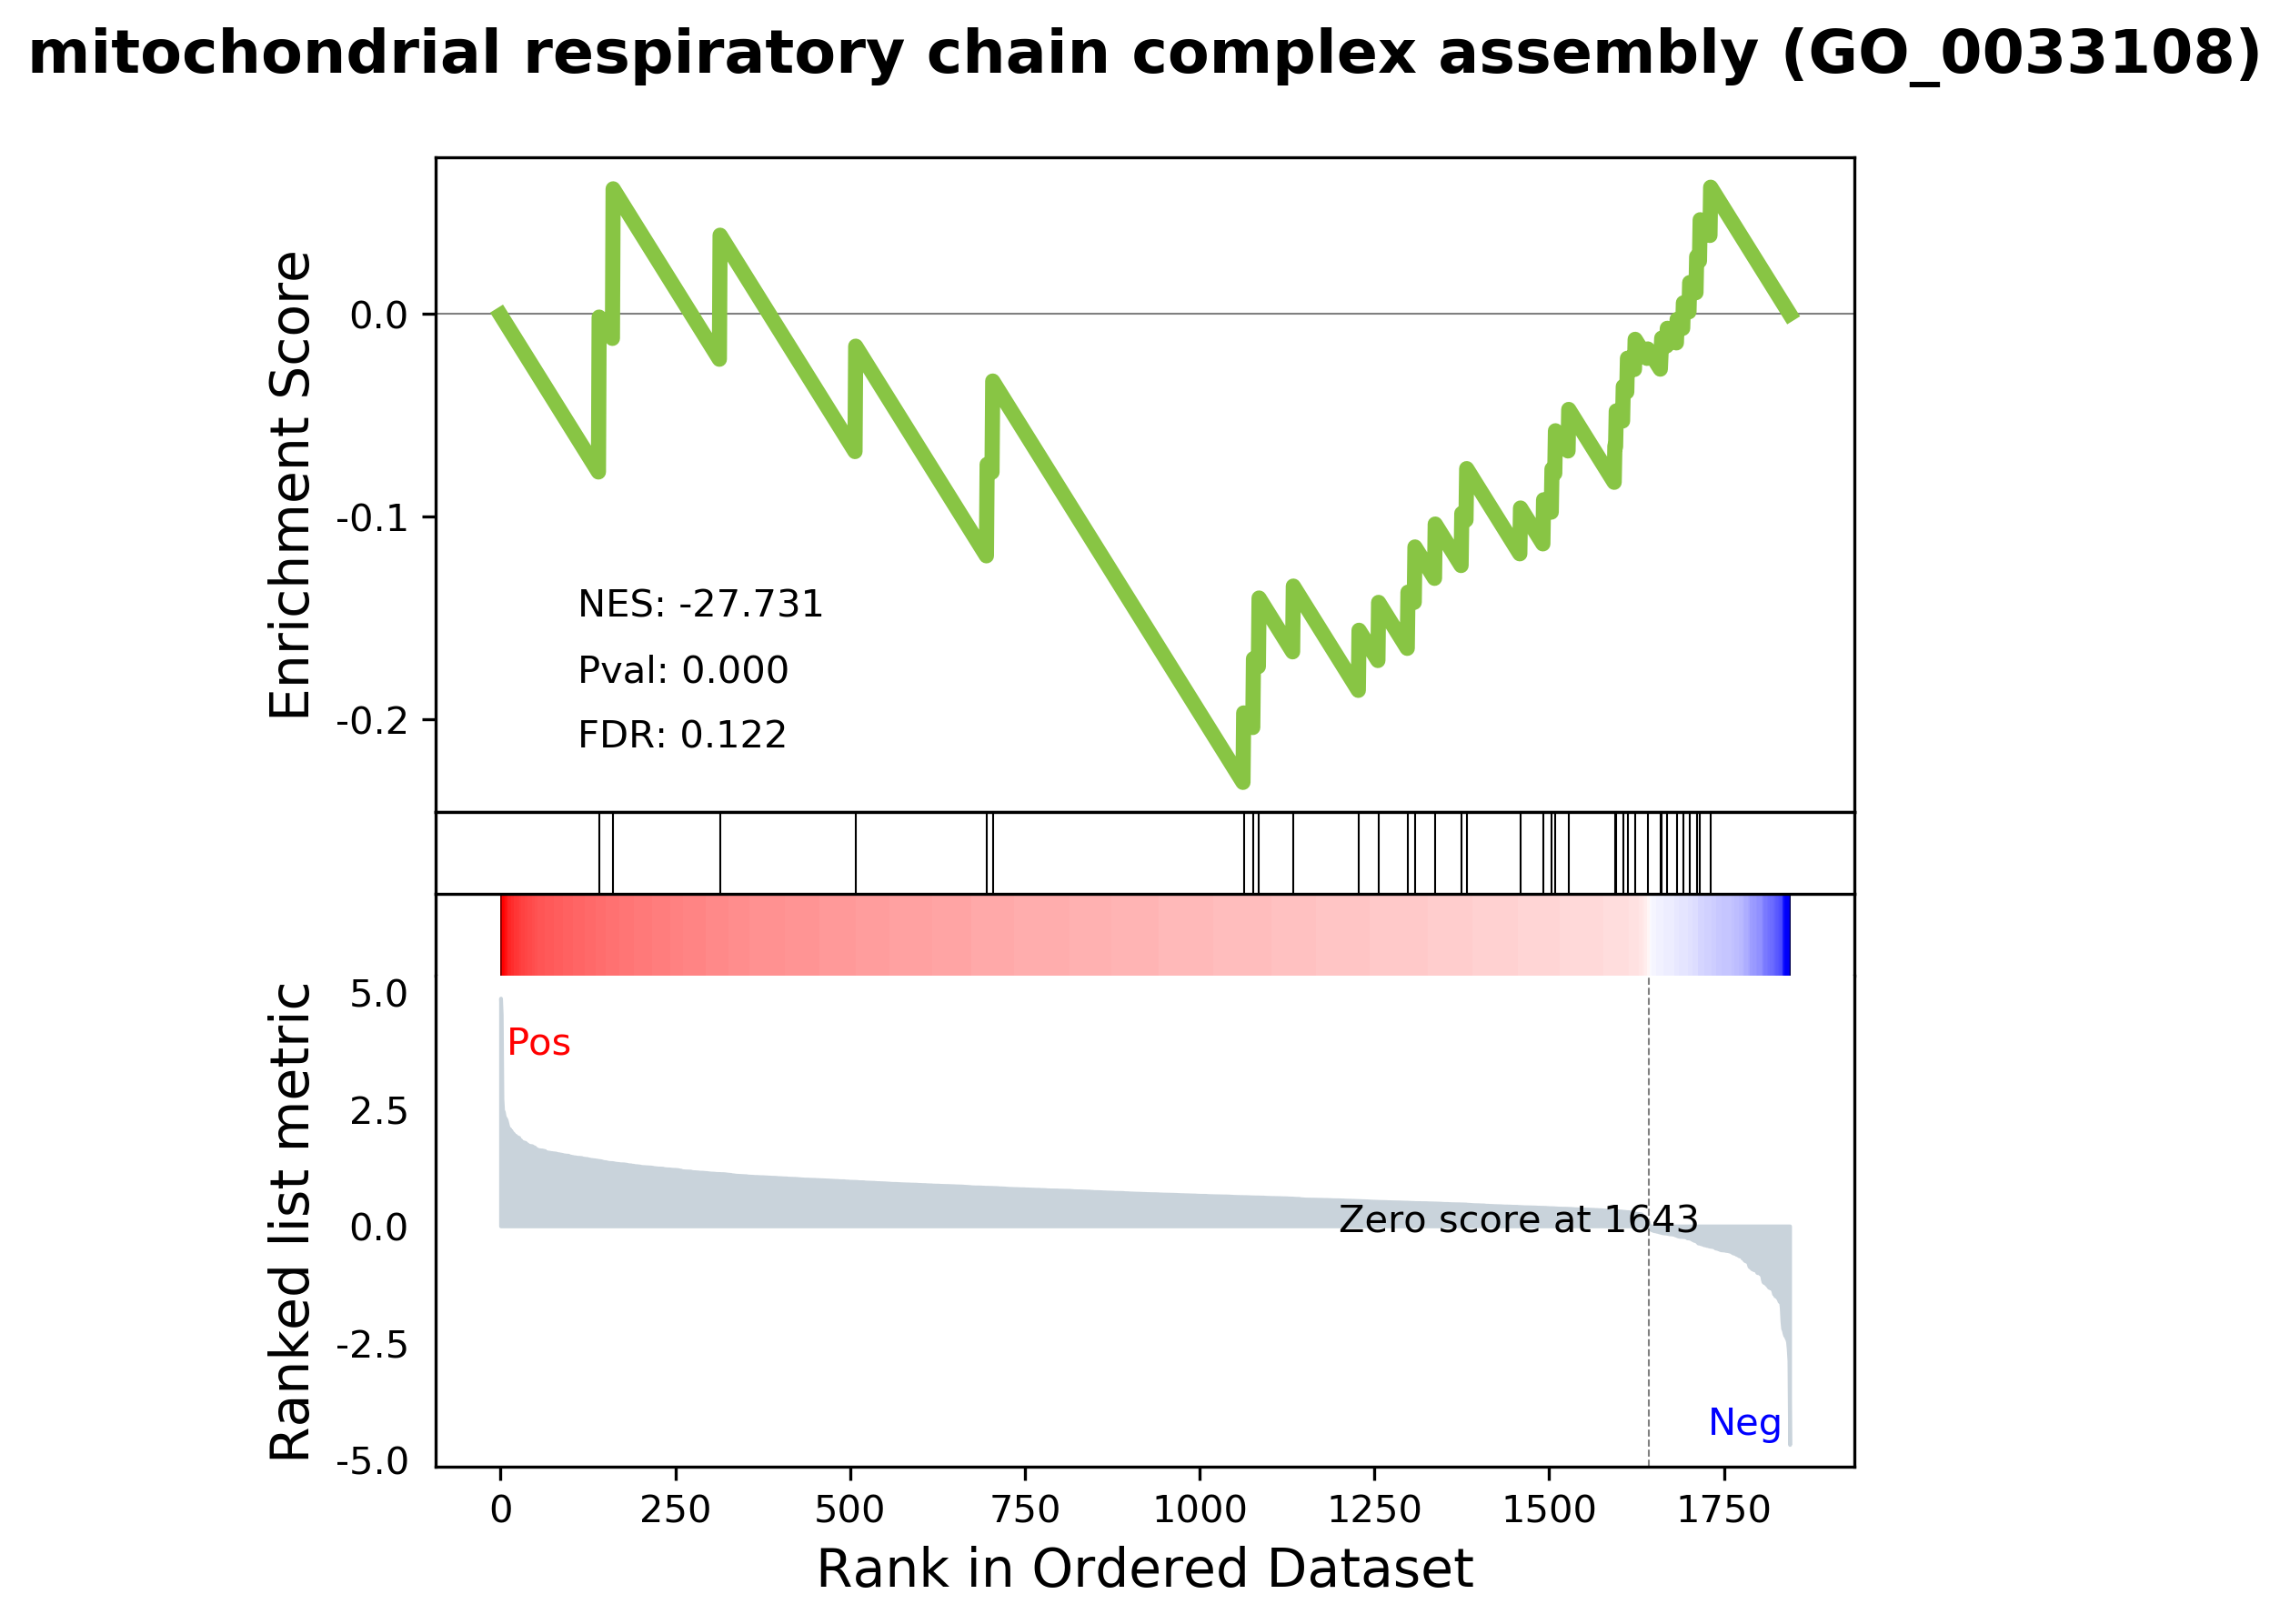 mitochondrial respiratory chain complex assembly (GO_0033108)
Enrichment Score
0.0
-0.1
-0.2
NES: -27.731
Pval: 0.000
FDR: 0.122
Ranked list metric
5.0
2.5
0.0
-2.5
-5.0
Pos
Zero score at 1643
Neg
0 250 500 750 1000 1250 1500 1750
Rank in Ordered Dataset